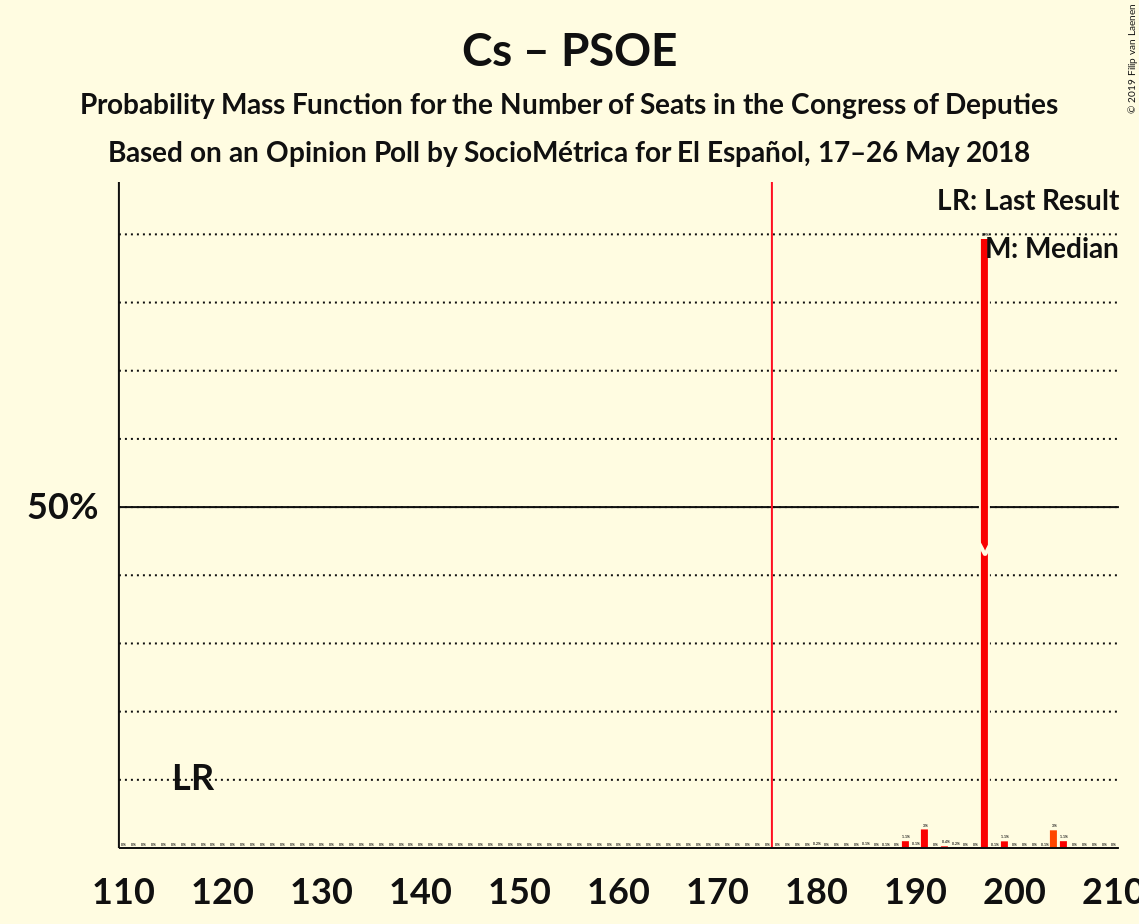 Cs – PSOE
Probability Mass Function for the Number of Seats in the Congress of Deputies
Based on an Opinion Poll by SocioMétrica for El Español, 17–26 May 2018
© 2019 Filip van Laenen
LR: Last Result
M: Median
50%
M
LR
110 120 130 140 150 160 170 180 190 200 210